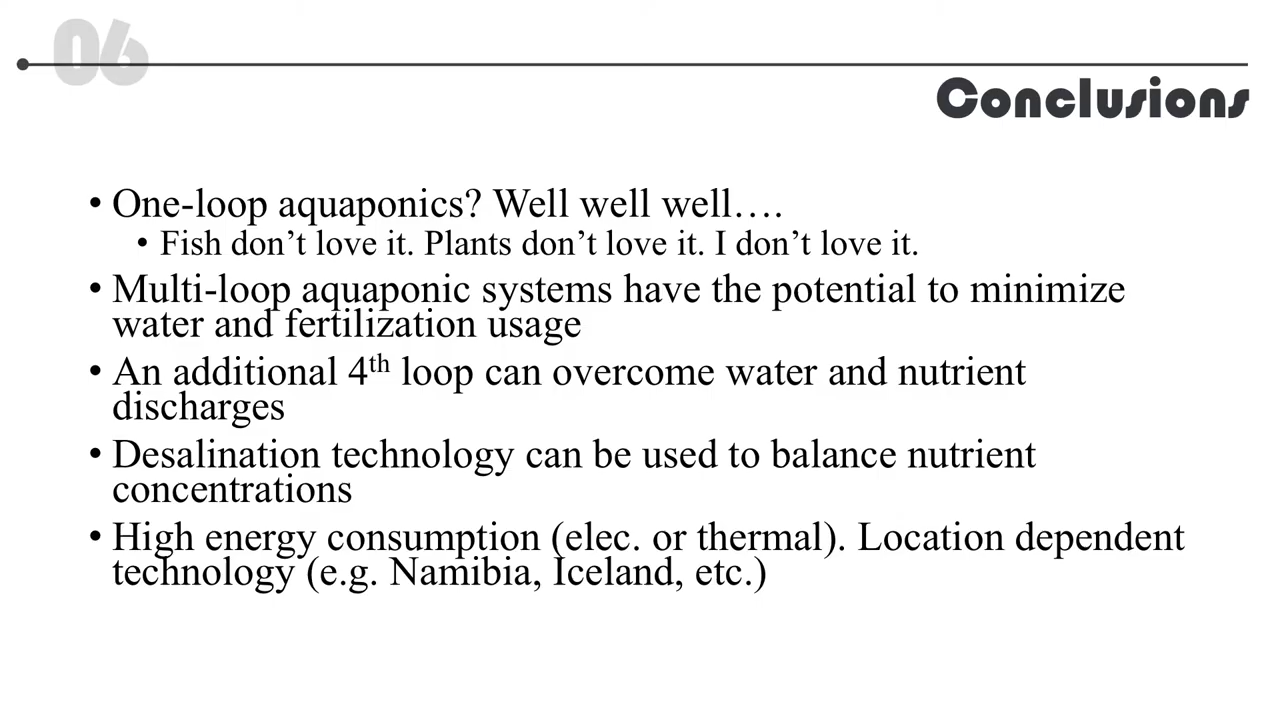 06
Conclusions
• One-loop aquaponics? Well well well….
• Fish don’t love it. Plants don’t love it. I don’t love it.
• Multi-loop aquaponic systems have the potential to minimize
water and fertilization usage
• An additional 4th loop can overcome water and nutrient
discharges
• Desalination technology can be used to balance nutrient
concentrations
• High energy consumption (elec. or thermal). Location dependent
technology (e.g. Namibia, Iceland, etc.)